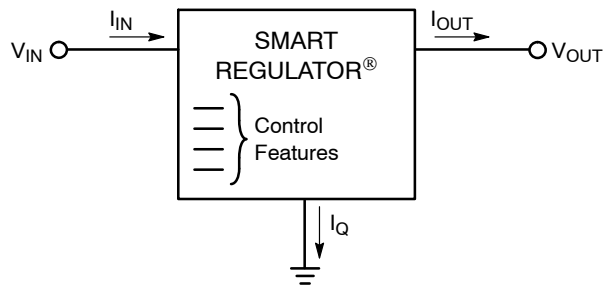 I_IN
I_OUT
V_IN
SMART
REGULATOR®
V_OUT
Control
Features
I_Q